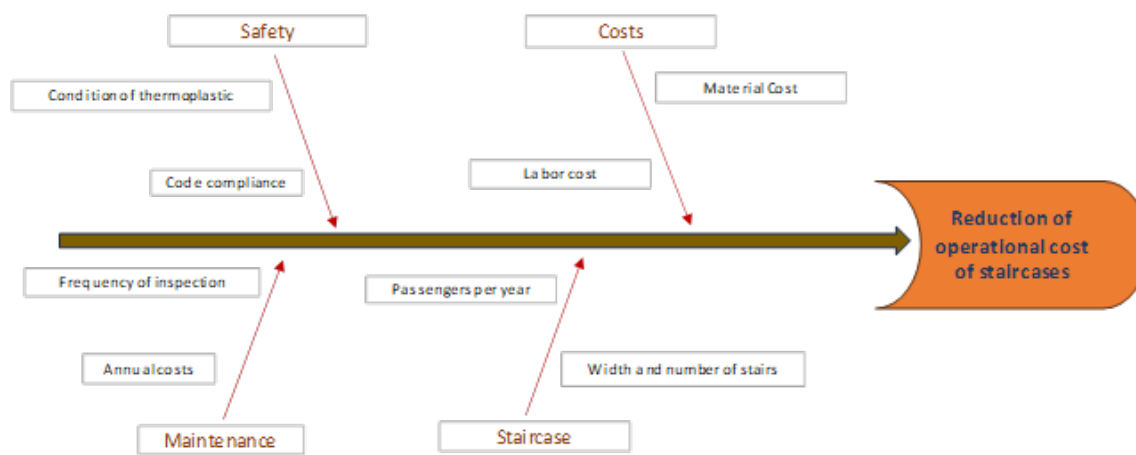 Safety
Costs
Condition of thermoplastic
Material Cost
Code compliance
Labor cost
Reduction of
operational cost
of staircases
Frequency of inspection
Passengers per year
Annual costs
Width and number of stairs
Maintenance
Staircase